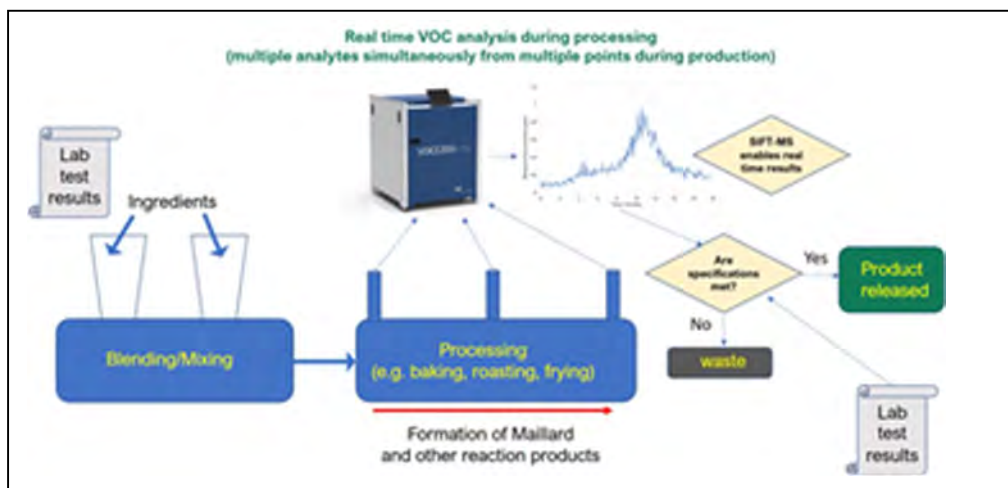 Real time VOC analysis during processing
(multiple analytes simultaneously from multiple points during production)
Lab
test
results
Ingredients
SIFT-MS
enables real
time results
Are
specifications
met?
Yes
Product
released
No
waste
Blending/Mixing
Processing
(e.g. baking, roasting, frying)
Formation of Maillard
and other reaction products
Lab
test
results